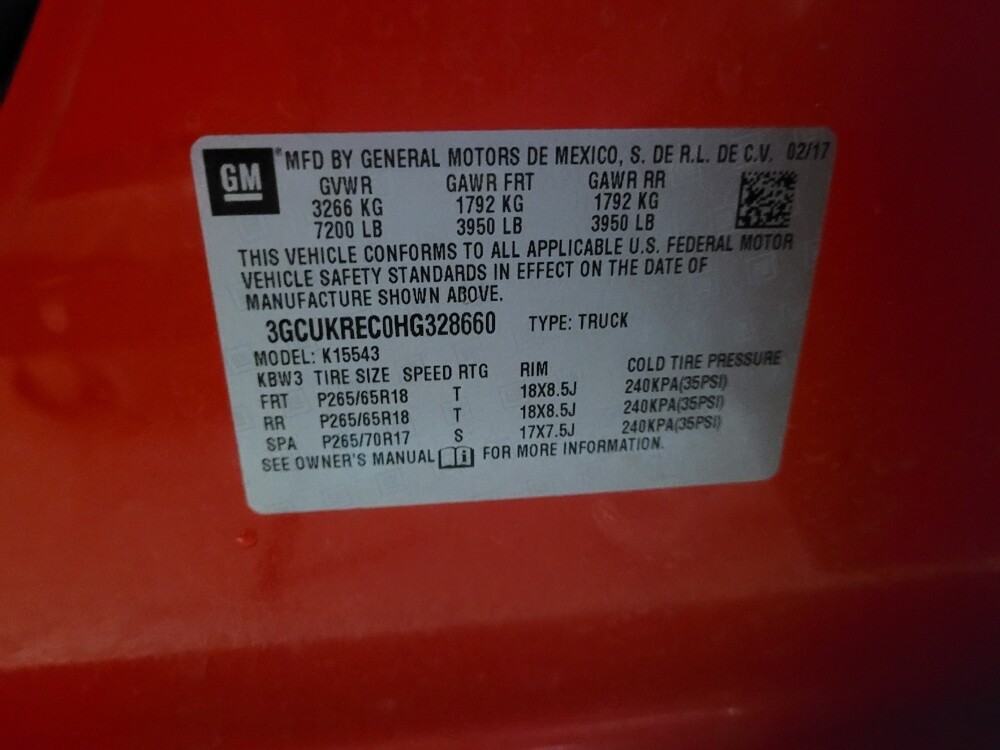 GM ® MFD BY GENERAL MOTORS DE MEXICO, S. DE R.L. DE C.V. 02/17
GVWR GAWR FRT GAWR RR
3266 KG 1792 KG 1792 KG
7200 LB 3950 LB 3950 LB
THIS VEHICLE CONFORMS TO ALL APPLICABLE U.S. FEDERAL MOTOR
VEHICLE SAFETY STANDARDS IN EFFECT ON THE DATE OF
MANUFACTURE SHOWN ABOVE.
3GCUKREC0HG328660 TYPE: TRUCK
MODEL: K15543
KBW3 TIRE SIZE SPEED RTG RIM COLD TIRE PRESSURE
FRT P265/65R18 T 18X8.5J 240KPA(35PSI)
RR P265/65R18 T 18X8.5J 240KPA(35PSI)
SPA P265/70R17 S 17X7.5J 240KPA(35PSI)
SEE OWNER'S MANUAL i FOR MORE INFORMATION.